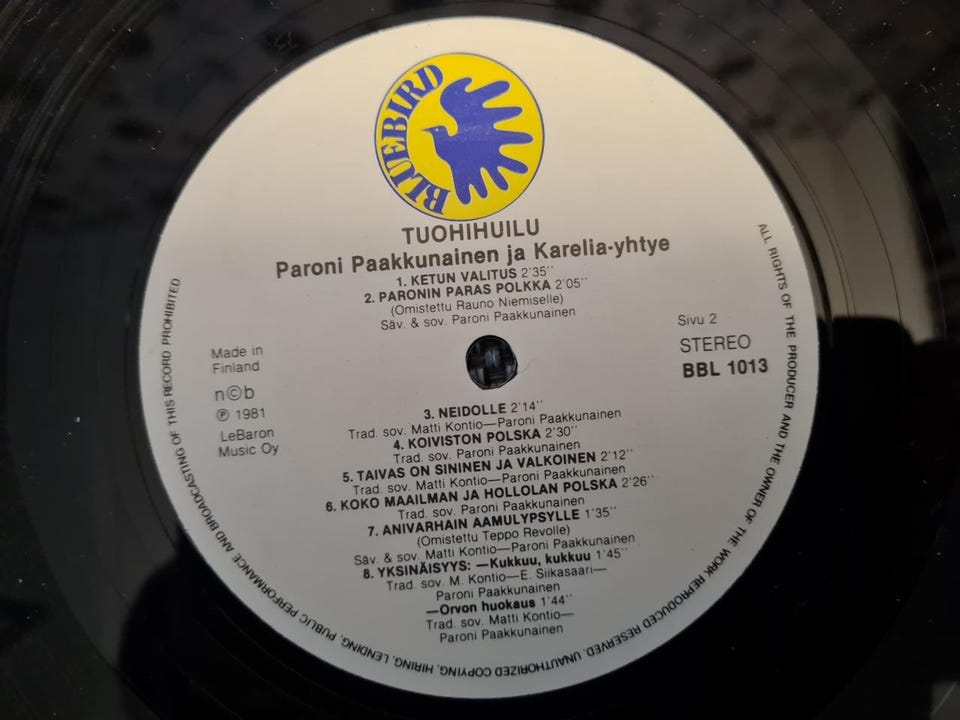 BLUEBIRD
TUOHIHUILU
Paroni Paakkunainen ja Karelia-yhtye
1. KETUN VALITUS 2'35''
2. PARONIN PARAS POLKKA 2'05''
(Omistettu Rauno Niemiselle)
Säv. & sov. Paroni Paakkunainen
Made in
Finland
n©b
℗ 1981
LeBaron
Music Oy
Sivu 2
STEREO
BBL 1013
3. NEIDOLLE 2'14''
Trad. sov. Matti Kontio—Paroni Paakkunainen
4. KOIVISTON POLSKA 2'30''
Trad. sov. Paroni Paakkunainen
5. TAIVAS ON SININEN JA VALKOINEN 2'12''
Trad. sov. Matti Kontio—Paroni Paakkunainen
6. KOKO MAAILMAN JA HOLLOLAN POLSKA 2'26''
Trad. sov. Paroni Paakkunainen
7. ANIVARHAIN AAMULYPSYLLE 1'35''
(Omistettu Teppo Revolle)
Säv. & sov. Matti Kontio—Paroni Paakkunainen
8. YKSINÄISYYS: —Kukkuu, kukkuu 1'45''
Trad. sov. M. Kontio—E. Siikasaari—
Paroni Paakkunainen
—Orvon huokaus 1'44''
Trad. sov. Matti Kontio—
Paroni Paakkunainen
ALL RIGHTS OF THE PRODUCER AND THE OWNER OF THE WORK REPRODUCED RESERVED. UNAUTHORIZED COPYING, HIRING, LENDING, PUBLIC PERFORMANCE AND BROADCASTING OF THIS RECORD PROHIBITED